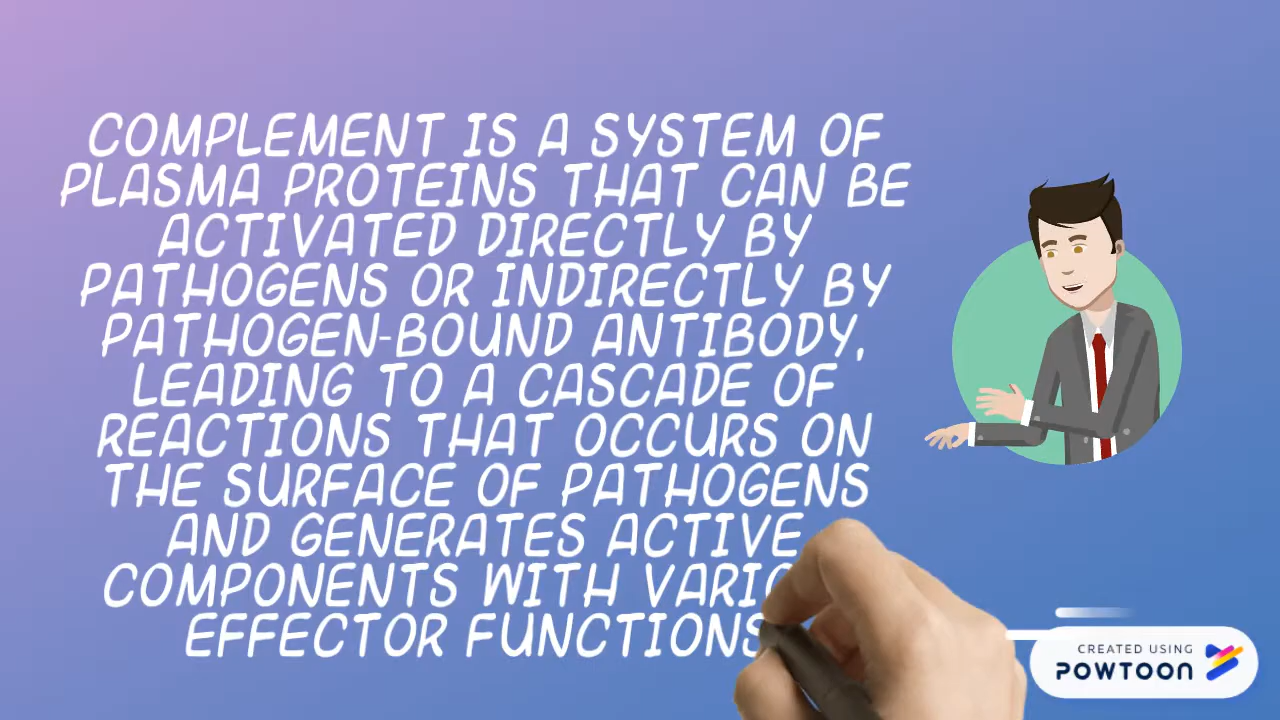 COMPLEMENT IS A SYSTEM OF
PLASMA PROTEINS THAT CAN BE
ACTIVATED DIRECTLY BY
PATHOGENS OR INDIRECTLY BY
PATHOGEN-BOUND ANTIBODY,
LEADING TO A CASCADE OF
REACTIONS THAT OCCURS ON
THE SURFACE OF PATHOGENS
AND GENERATES ACTIVE
COMPONENTS WITH
EFFECTOR FUNCTIONS
CREATED USING
POWTOON